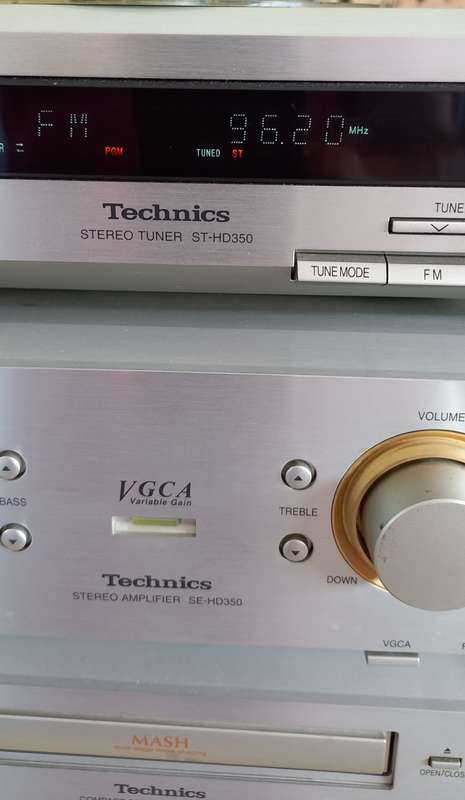 FM 96.20 MHz
PGM TUNED ST
Technics
STEREO TUNER ST-HD350
TUNE
TUNE MODE
FM
VOLUME
BASS
VGCA
Variable Gain
TREBLE
DOWN
Technics
STEREO AMPLIFIER SE-HD350
VGCA
MASH
OPEN/CLOS
Technics